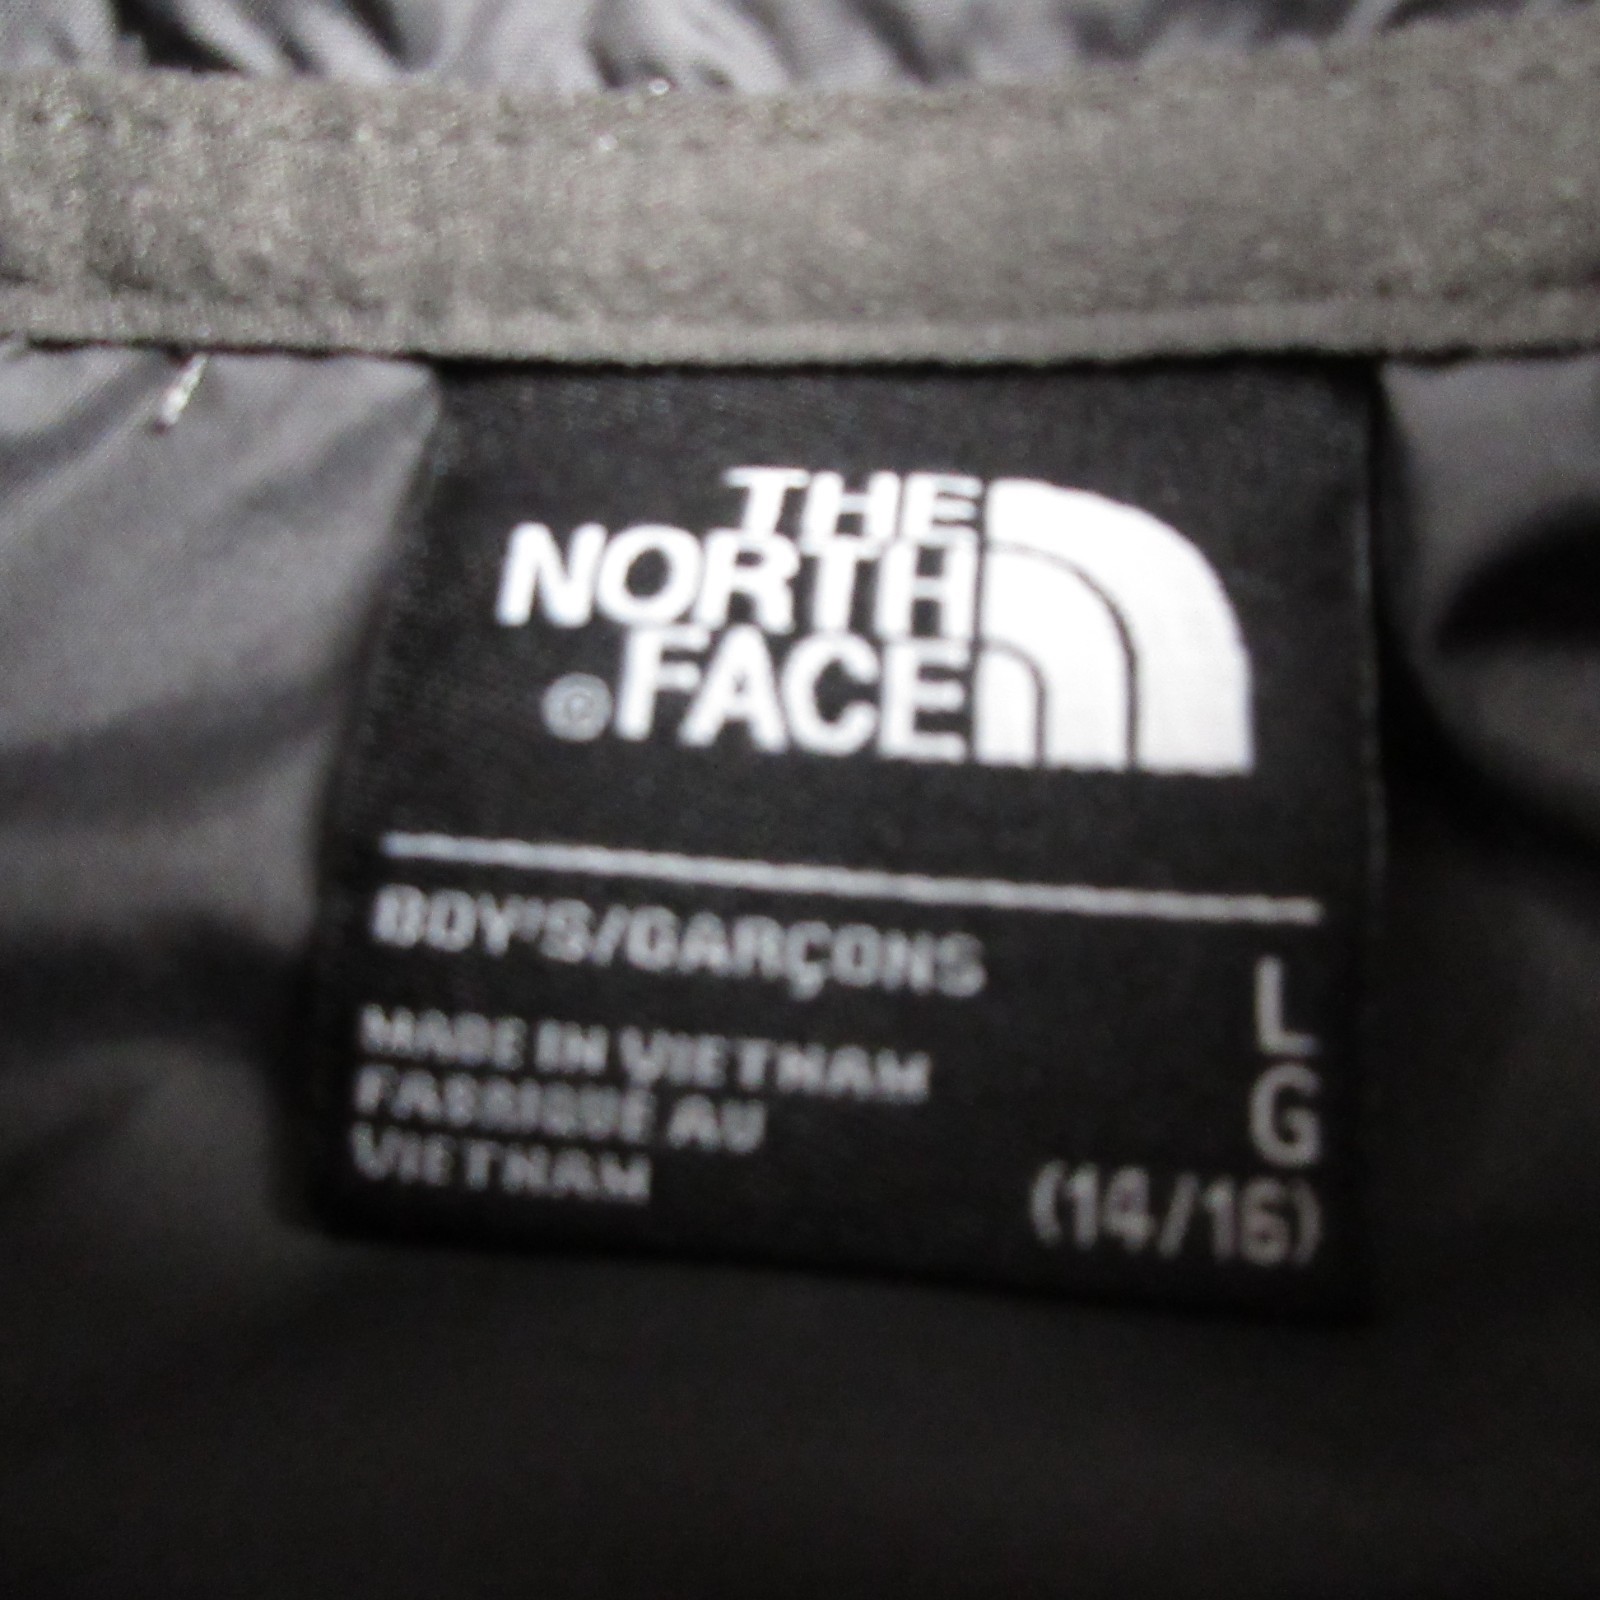 THE
NORTH
©FACE
BOY'S/GARÇONS
L
G
(14/16)
MADE IN VIETNAM
FABRIQUÉ AU
VIETNAM